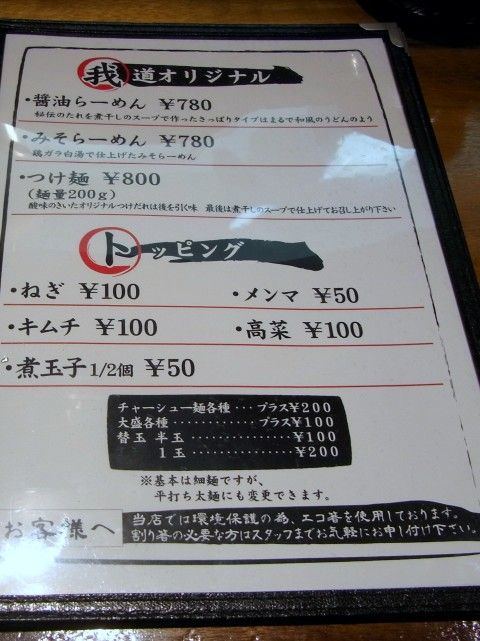 我道オリジナル
・醤油らーめん ¥780
秘伝のたれを煮干しのスープで作ったさっぱりタイプはまるで和風のうどんのよう
・みそらーめん ¥780
鶏ガラ白湯で仕上げたみそらーめん
・つけ麺 ¥800
(麺量200g)
酸味のきいたオリジナルつけだれは後を引く味 最後は煮干しのスープで仕上げてお召し上がり下さい
トッピング
・ねぎ ¥100 ・メンマ ¥50
・キムチ ¥100 ・高菜 ¥100
・煮玉子 1/2個 ¥50
チャーシュー麺各種…プラス¥200
大盛各種…………プラス¥100
替玉 半玉…………¥100
1玉…………¥200
※基本は細麺ですが、
平打ち太麺にも変更できます。
お客様へ
当店では環境保護の為、エコ箸を使用しております。
割り箸の必要な方はスタッフまでお気軽にお申し付け下さい。